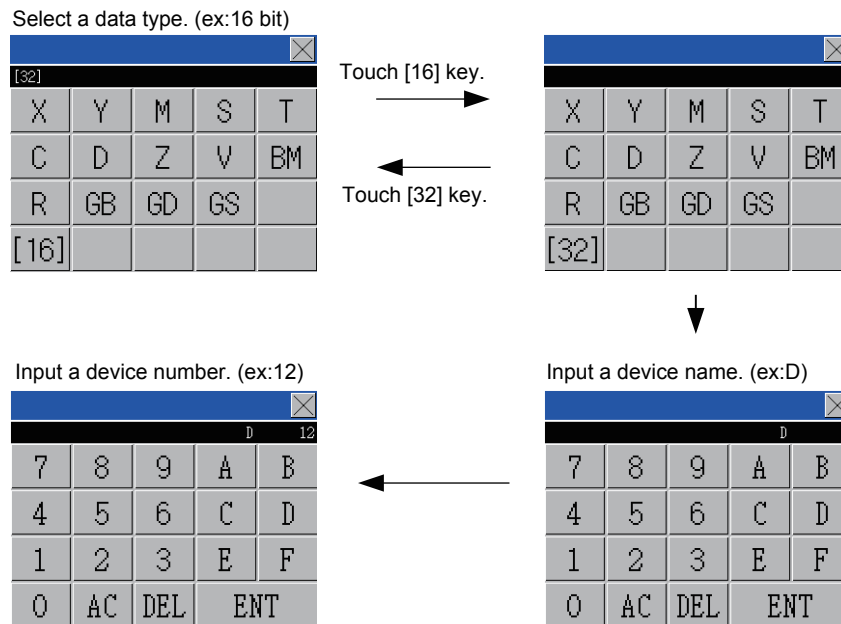 Select a data type. (ex:16 bit)
[32]
X Y M S T
C D Z V BM
R GB GD GS
[16]
Touch [16] key.
Touch [32] key.
X Y M S T
C D Z V BM
R GB GD GS
[32]
Input a device number. (ex:12)
D 12
7 8 9 A B
4 5 6 C D
1 2 3 E F
0 AC DEL ENT
Input a device name. (ex:D)
D
7 8 9 A B
4 5 6 C D
1 2 3 E F
0 AC DEL ENT